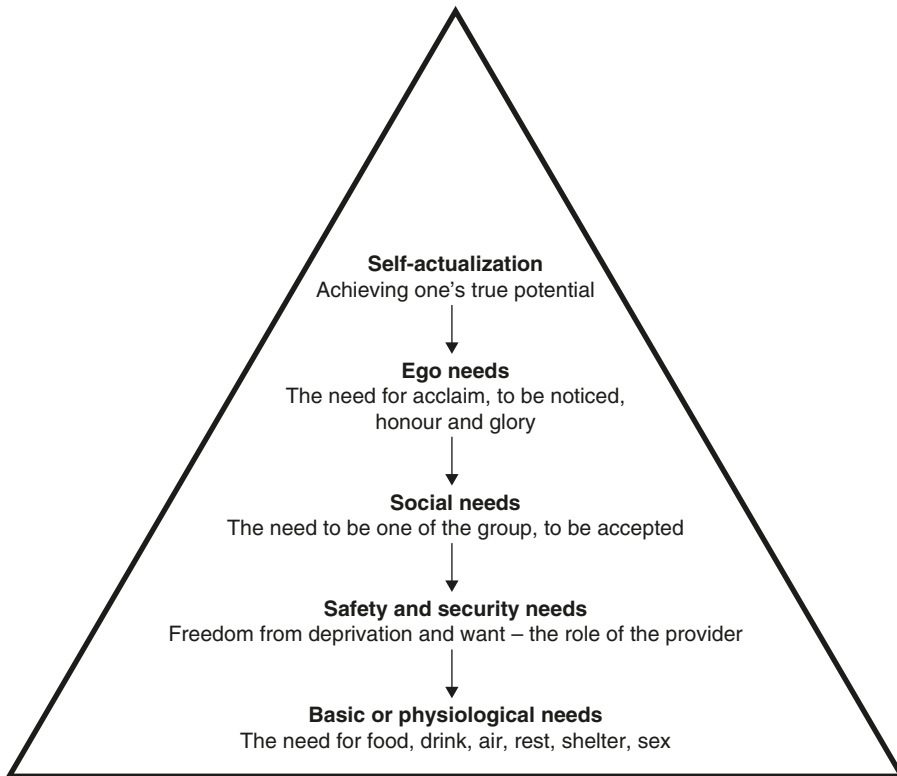 Self-actualization
Achieving one's true potential
Ego needs
The need for acclaim, to be noticed,
honour and glory
Social needs
The need to be one of the group, to be accepted
Safety and security needs
Freedom from deprivation and want – the role of the provider
Basic or physiological needs
The need for food, drink, air, rest, shelter, sex